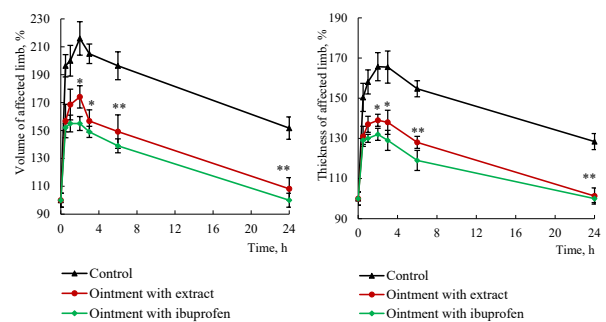 Volume of affected limb, %
230
210
190
170
150
130
110
90
*
*
**
**
0 4 8 12 16 20 24
Time, h
Control
Ointment with extract
Ointment with ibuprofen
Thickness of affected limb, %
190
170
150
130
110
90
*
*
**
**
0 4 8 12 16 20 24
Time, h
Control
Ointment with extract
Ointment with ibuprofen